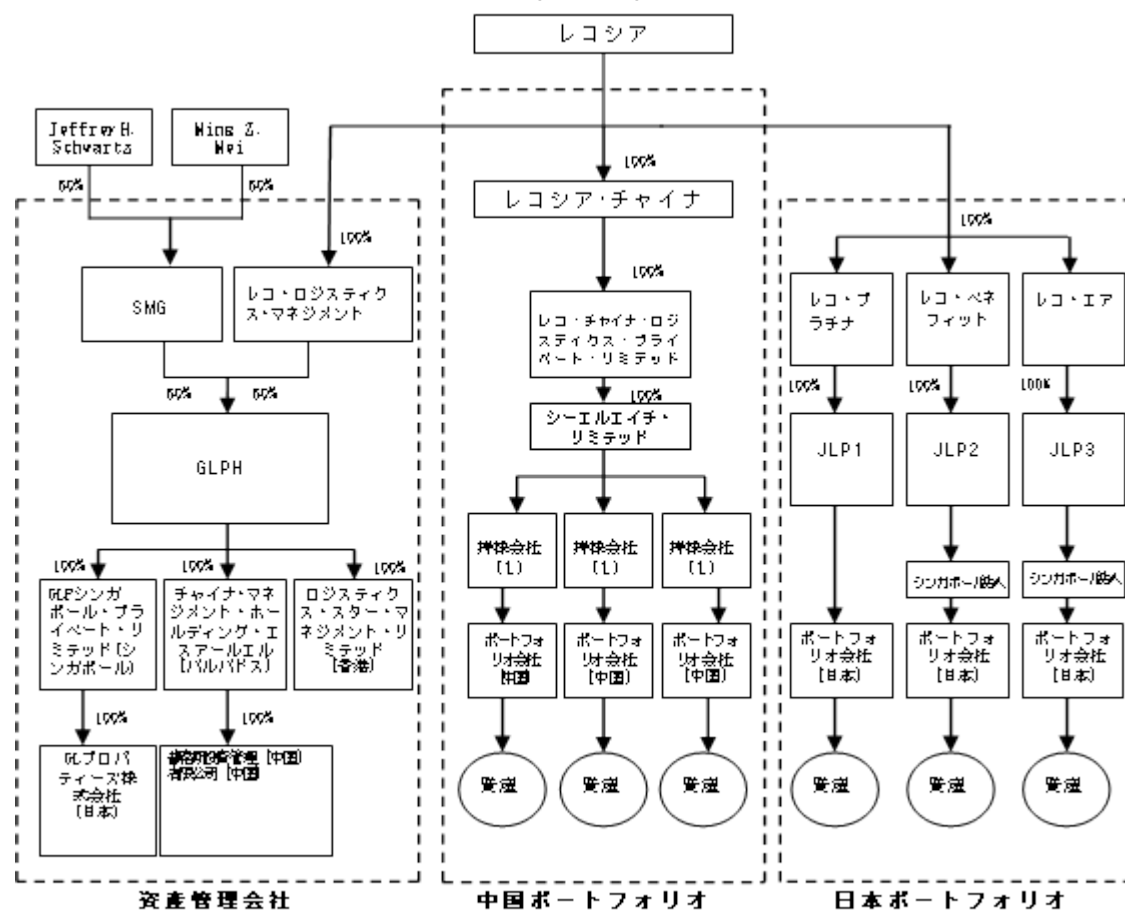 レコシア
Jeffrey H.
Schwartz
Ming Z.
Mei
50%
50%
100%
レコシア・チャイナ
100%
100%
100%
SMG
レコ・ロジスティク
ス・マネジメント
レコ・チャイナ・ロジ
スティクス・プライ
ベート・リミテッド
レコ・プ
ラチナ
レコ・ベネ
フィット
レコ・エア
50%
50%
100%
100%
100%
100%
GLPH
シーエルエイチ・
リミテッド
JLP1
JLP2
JLP3
100%
100%
100%
持株会社
(1)
持株会社
(1)
持株会社
(1)
シンガポール法人
シンガポール法人
GLPシンガ
ポール・プラ
イベート・リ
ミテッド(シ
ンガポール)
チャイナ・マネ
ジメント・ホー
ルディング・エ
スアールエル
(バルバドス)
ロジスティク
ス・スター・マ
ネジメント・リ
ミテッド
(香港)
ポートフォ
リオ会社
(中国)
ポートフォ
リオ会社
(中国)
ポートフォ
リオ会社
(中国)
ポートフォ
リオ会社
(日本)
ポートフォ
リオ会社
(日本)
ポートフォ
リオ会社
(日本)
100%
100%
GLプロパ
ティーズ株
式会社
(日本)
投資管理 (中国)
有限公司 (中国
資産
資産
資産
資産
資産
資産
資産管理会社
中国ポートフォリオ
日本ポートフォリオ